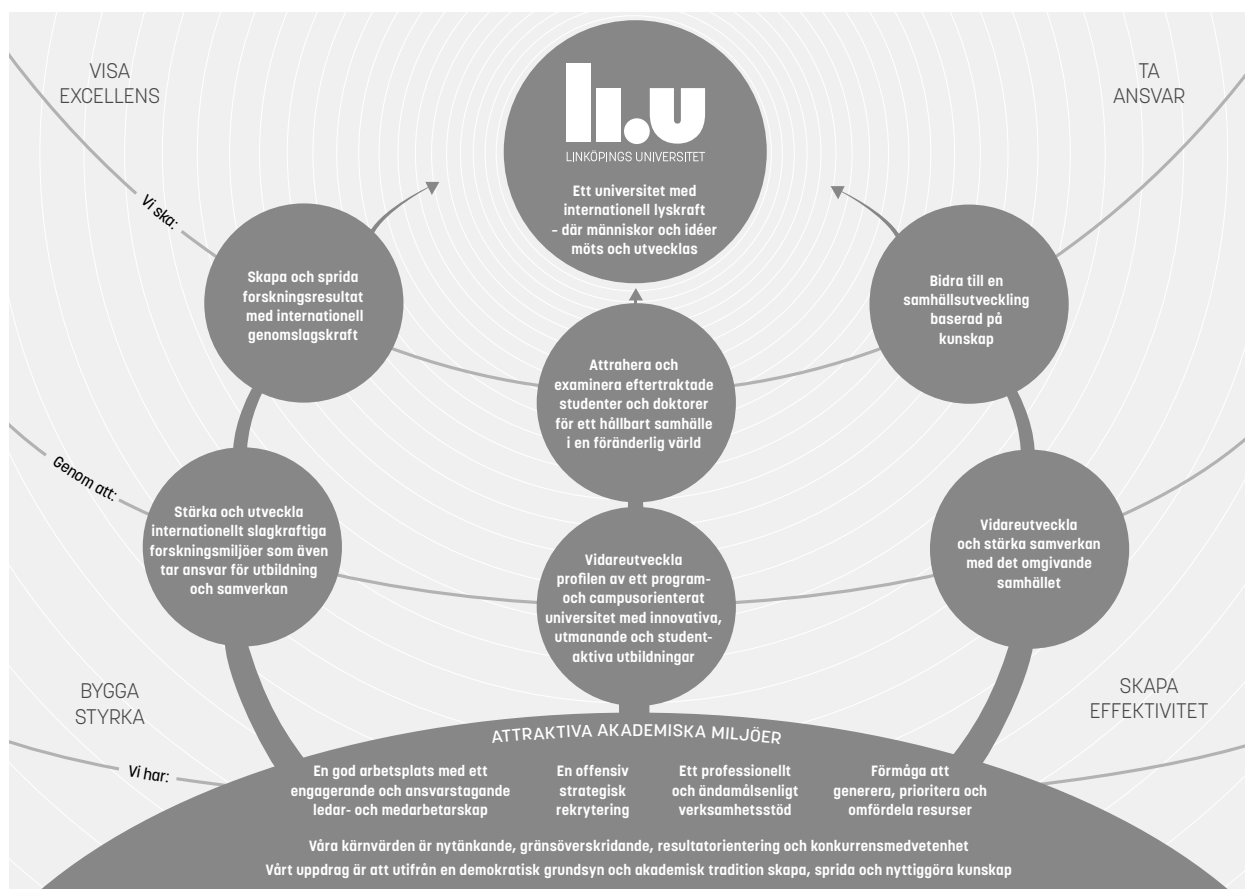 VISA
EXCELLENS
TA
ANSVAR
li.u
LINKÖPINGS UNIVERSITET
Ett universitet med
internationell lyskraft
– där människor och idéer
möts och utvecklas
Vi ska:
Skapa och sprida
forskningsresultat
med internationell
genomslagskraft
Attrahera och
examinera eftertraktade
studenter och doktorer
för ett hållbart samhälle
i en föränderlig värld
Bidra till en
samhällsutveckling
baserad på
kunskap
Genom att:
Stärka och utveckla
internationellt slagkraftiga
forskningsmiljöer som även
tar ansvar för utbildning
och samverkan
Vidareutveckla
profilen av ett program-
och campusorienterat
universitet med innovativa,
utmanande och student-
aktiva utbildningar
Vidareutveckla
och stärka samverkan
med det omgivande
samhället
BYGGA
STYRKA
SKAPA
EFFEKTIVITET
Vi har:
ATTRAKTIVA AKADEMISKA MILJÖER
En god arbetsplats med ett
engagerande och ansvarstagande
ledar- och medarbetarskap
En offensiv
strategisk
rekrytering
Ett professionellt
och ändamålsenligt
verksamhetsstöd
Förmåga att
generera, prioritera och
omfördela resurser
Våra kärnvärden är nytänkande, gränsöverskridande, resultatorientering och konkurrensmedvetenhet
Vårt uppdrag är att utifrån en demokratisk grundsyn och akademisk tradition skapa, sprida och nyttiggöra kunskap